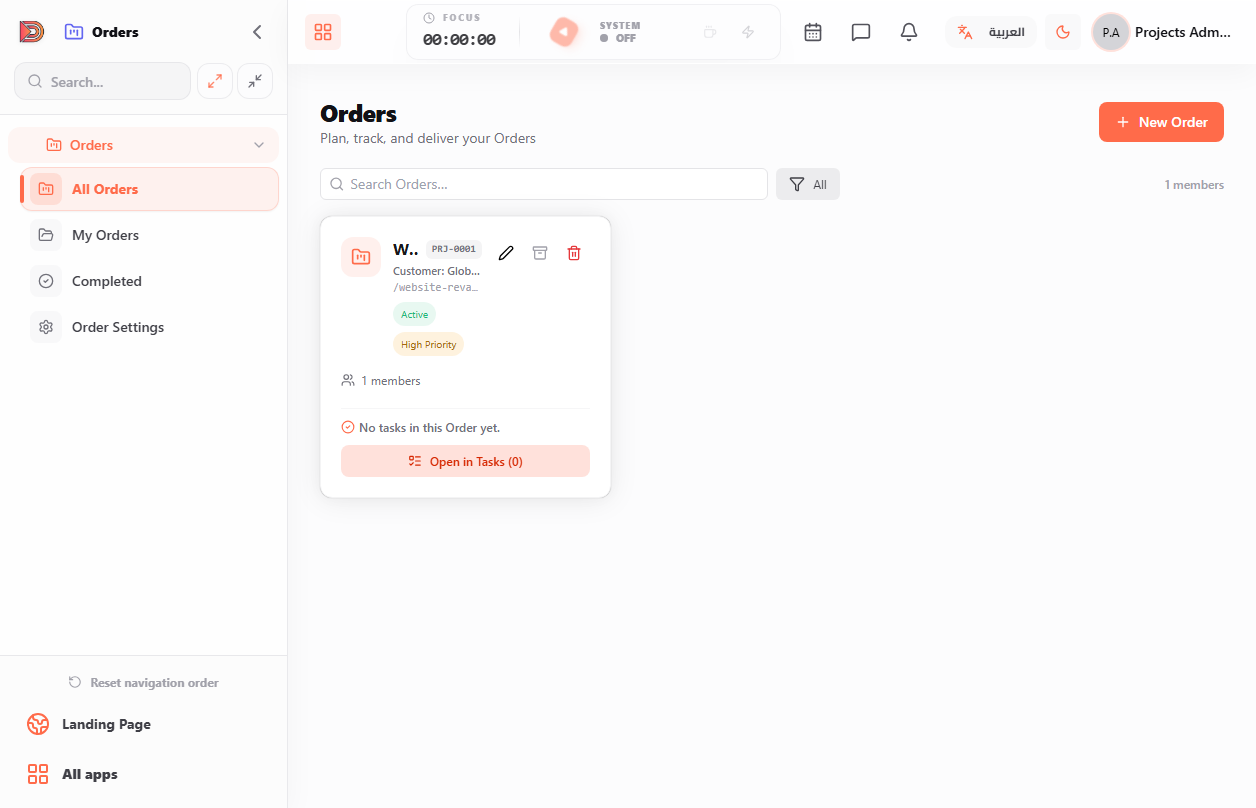 Orders
Search...
Orders
All Orders
My Orders
Completed
Order Settings
Reset navigation order
Landing Page
All apps
FOCUS
00:00:00
SYSTEM
OFF
العربية
P.A
Projects Adm...
Orders
Plan, track, and deliver your Orders
New Order
Search Orders...
All
1 members
W..
PRJ-0001
Customer: Glob...
/website-reva...
Active
High Priority
1 members
No tasks in this Order yet.
Open in Tasks (0)